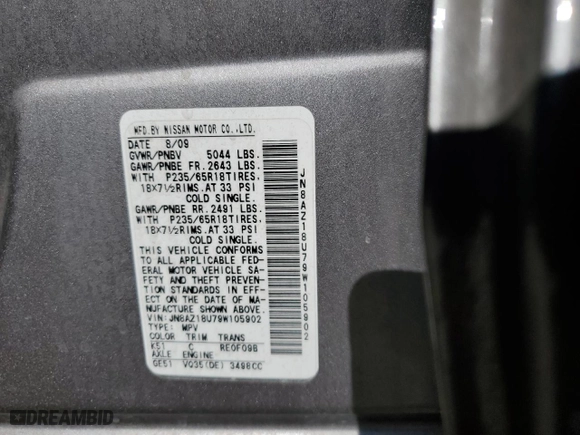 MFD.BY NISSAN MOTOR CO.,LTD.
DATE 8/09
GVWR/PNBV 5044 LBS.
GAWR/PNBE FR. 2643 LBS.
WITH P235/65R18TIRES.
18X7½RIMS.AT 33 PSI
COLD SINGLE.
GAWR/PNBE RR. 2491 LBS.
WITH P235/65R18TIRES.
18X7½RIMS.AT 33 PSI
COLD SINGLE.
THIS VEHICLE CONFORMS
TO ALL APPLICABLE FED-
ERAL MOTOR VEHICLE SA-
FETY AND THEFT PREVEN-
TION STANDARDS IN EFF-
ECT ON THE DATE OF MA-
NUFACTURE SHOWN ABOVE.
VIN: JN8AZ18U79W105902
TYPE: MPV
COLOR TRIM TRANS
K51 C RE0F09B
AXLE ENGINE
GE51 VQ35(DE) 3498CC
JN8AZ18U79W105902
DREAMBID